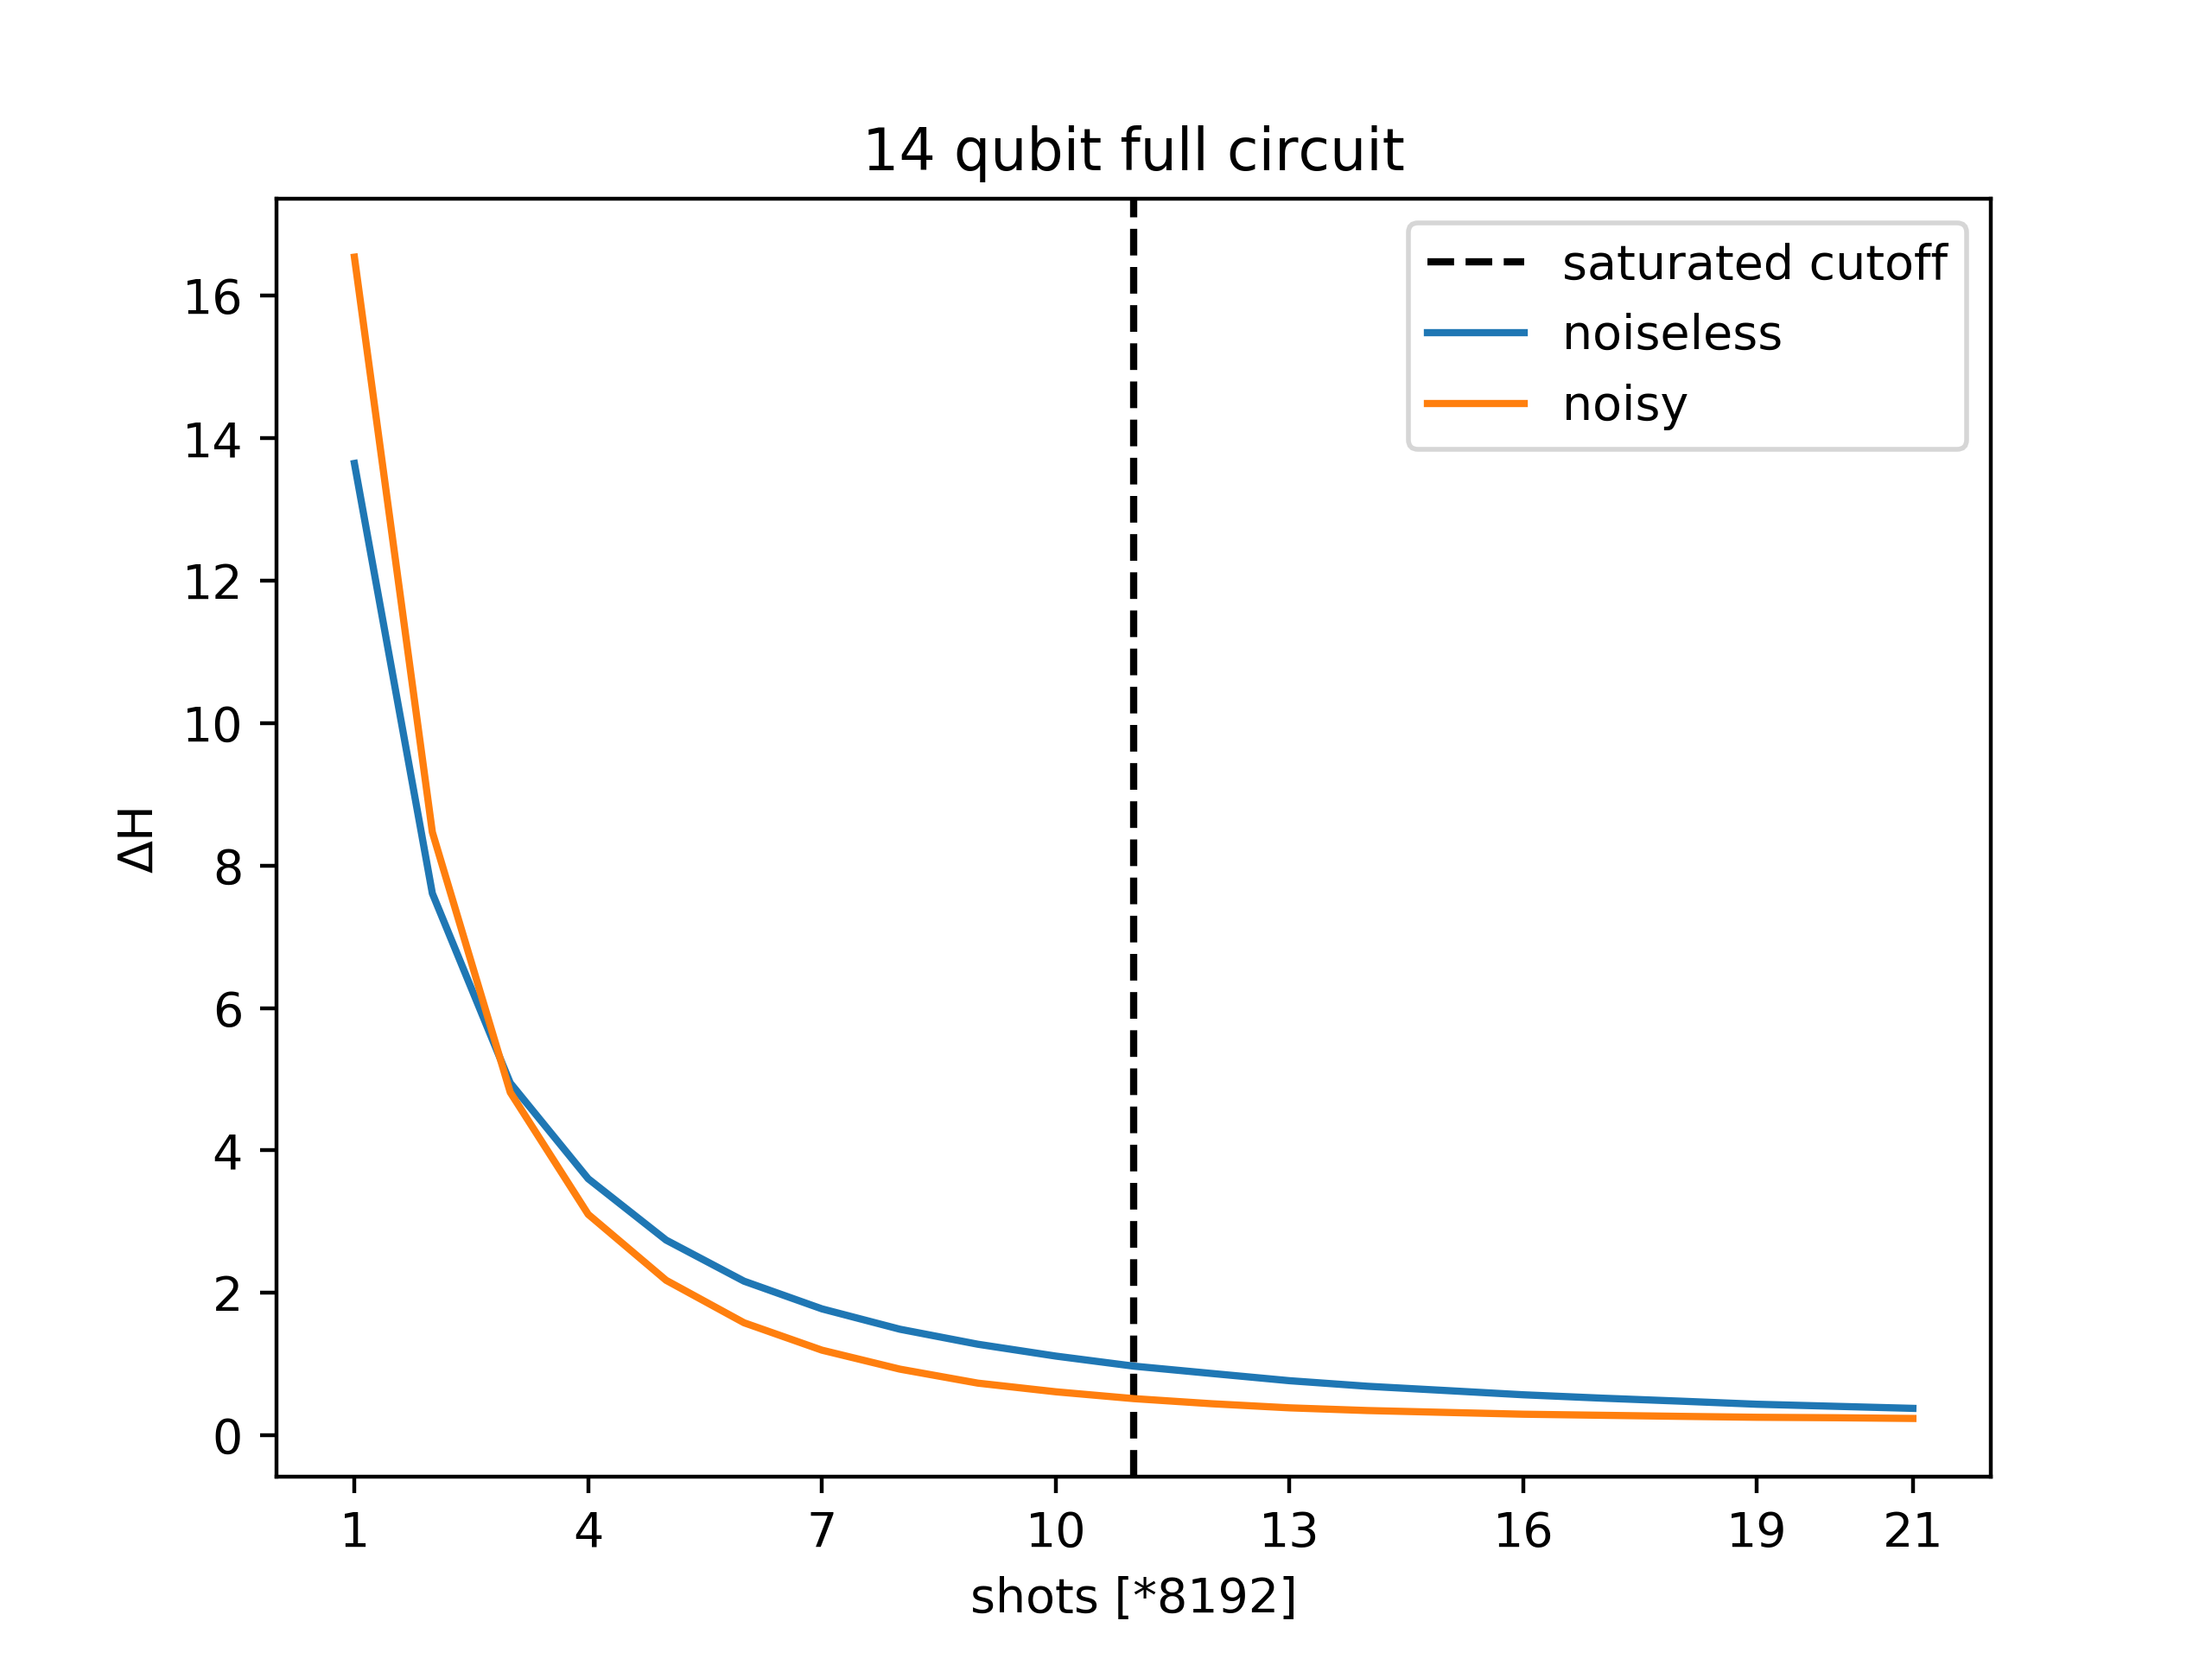 14 qubit full circuit
saturated cutoff
noiseless
noisy
16
14
12
10
8
6
4
2
0
ΔH
1 4 7 10 13 16 19 21
shots [*8192]